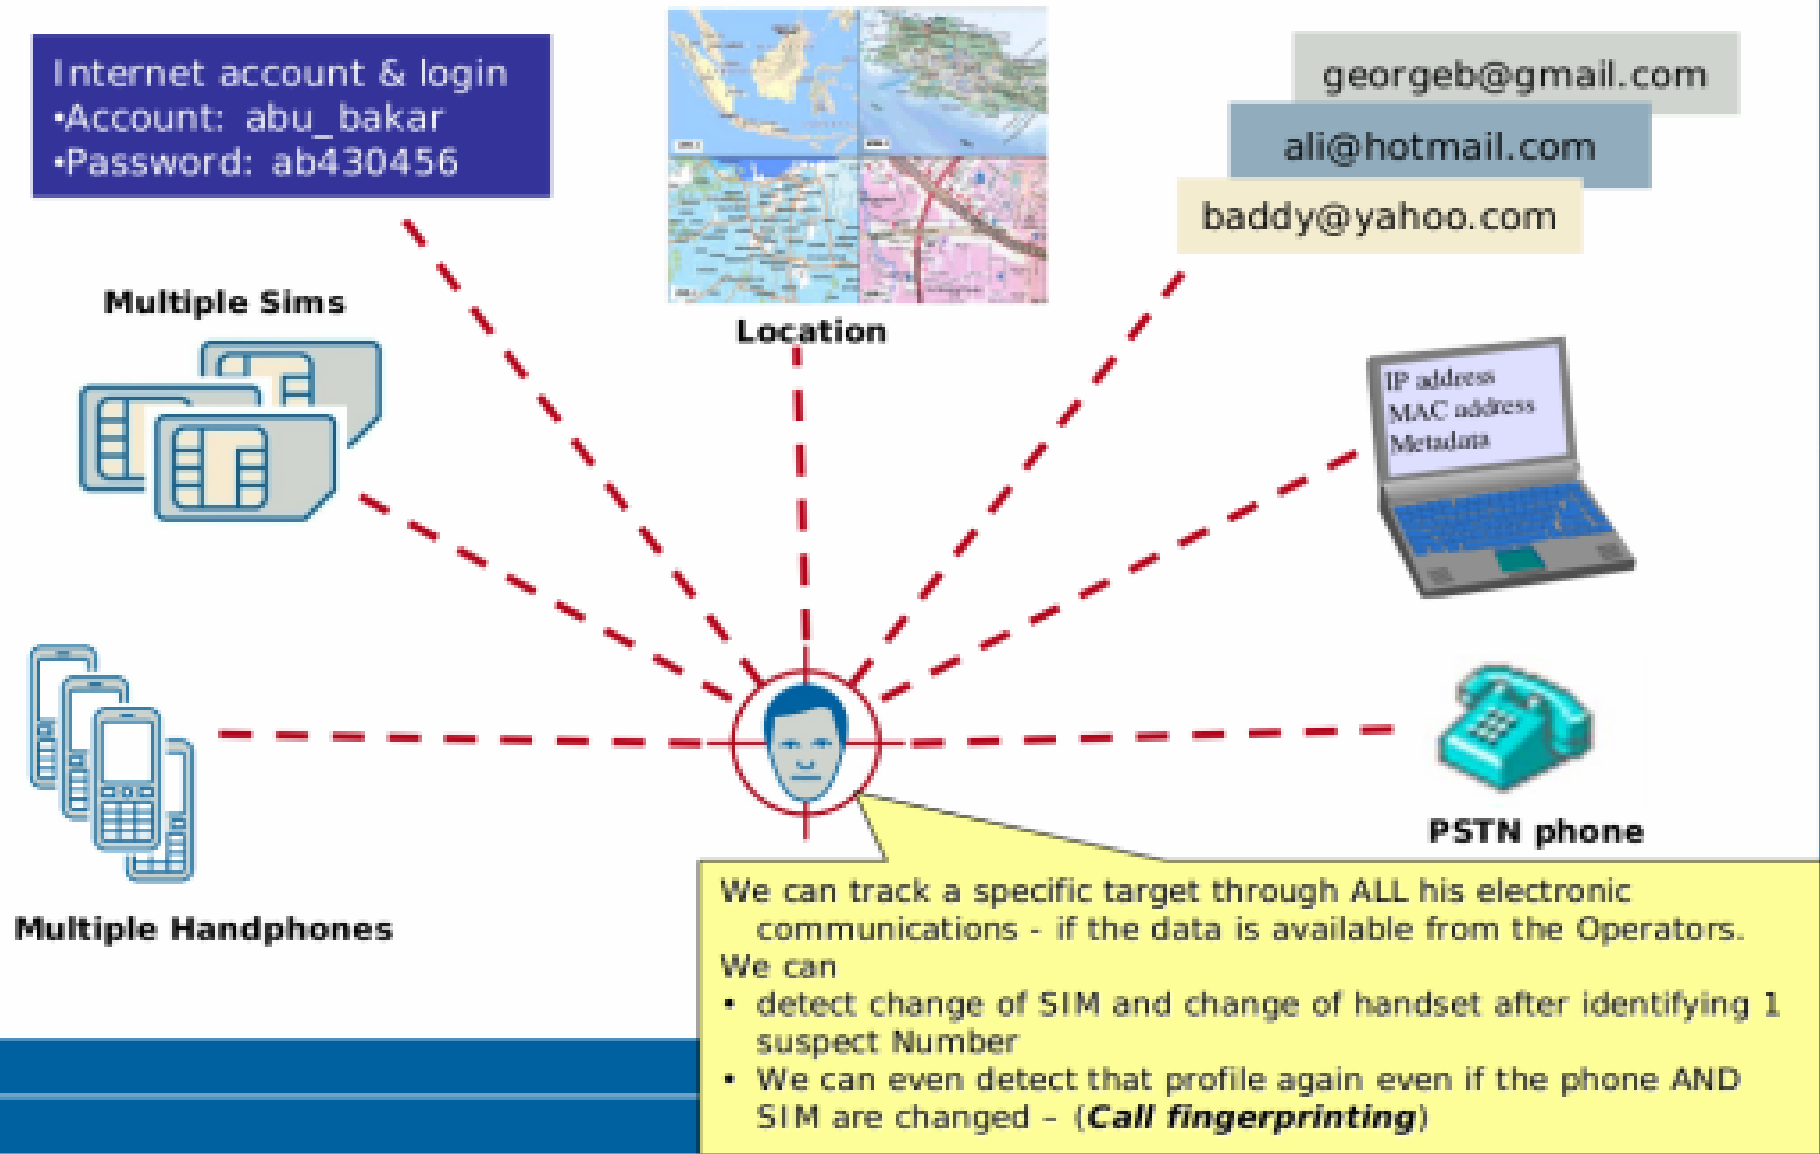 Internet account & login
•Account: abu_bakar
•Password: ab430456
georgeb@gmail.com
ali@hotmail.com
baddy@yahoo.com
Multiple Sims
Location
IP address
MAC address
Metadata
PSTN phone
Multiple Handphones
We can track a specific target through ALL his electronic
communications - if the data is available from the Operators.
We can
• detect change of SIM and change of handset after identifying 1
suspect Number
• We can even detect that profile again even if the phone AND
SIM are changed – (Call fingerprinting)